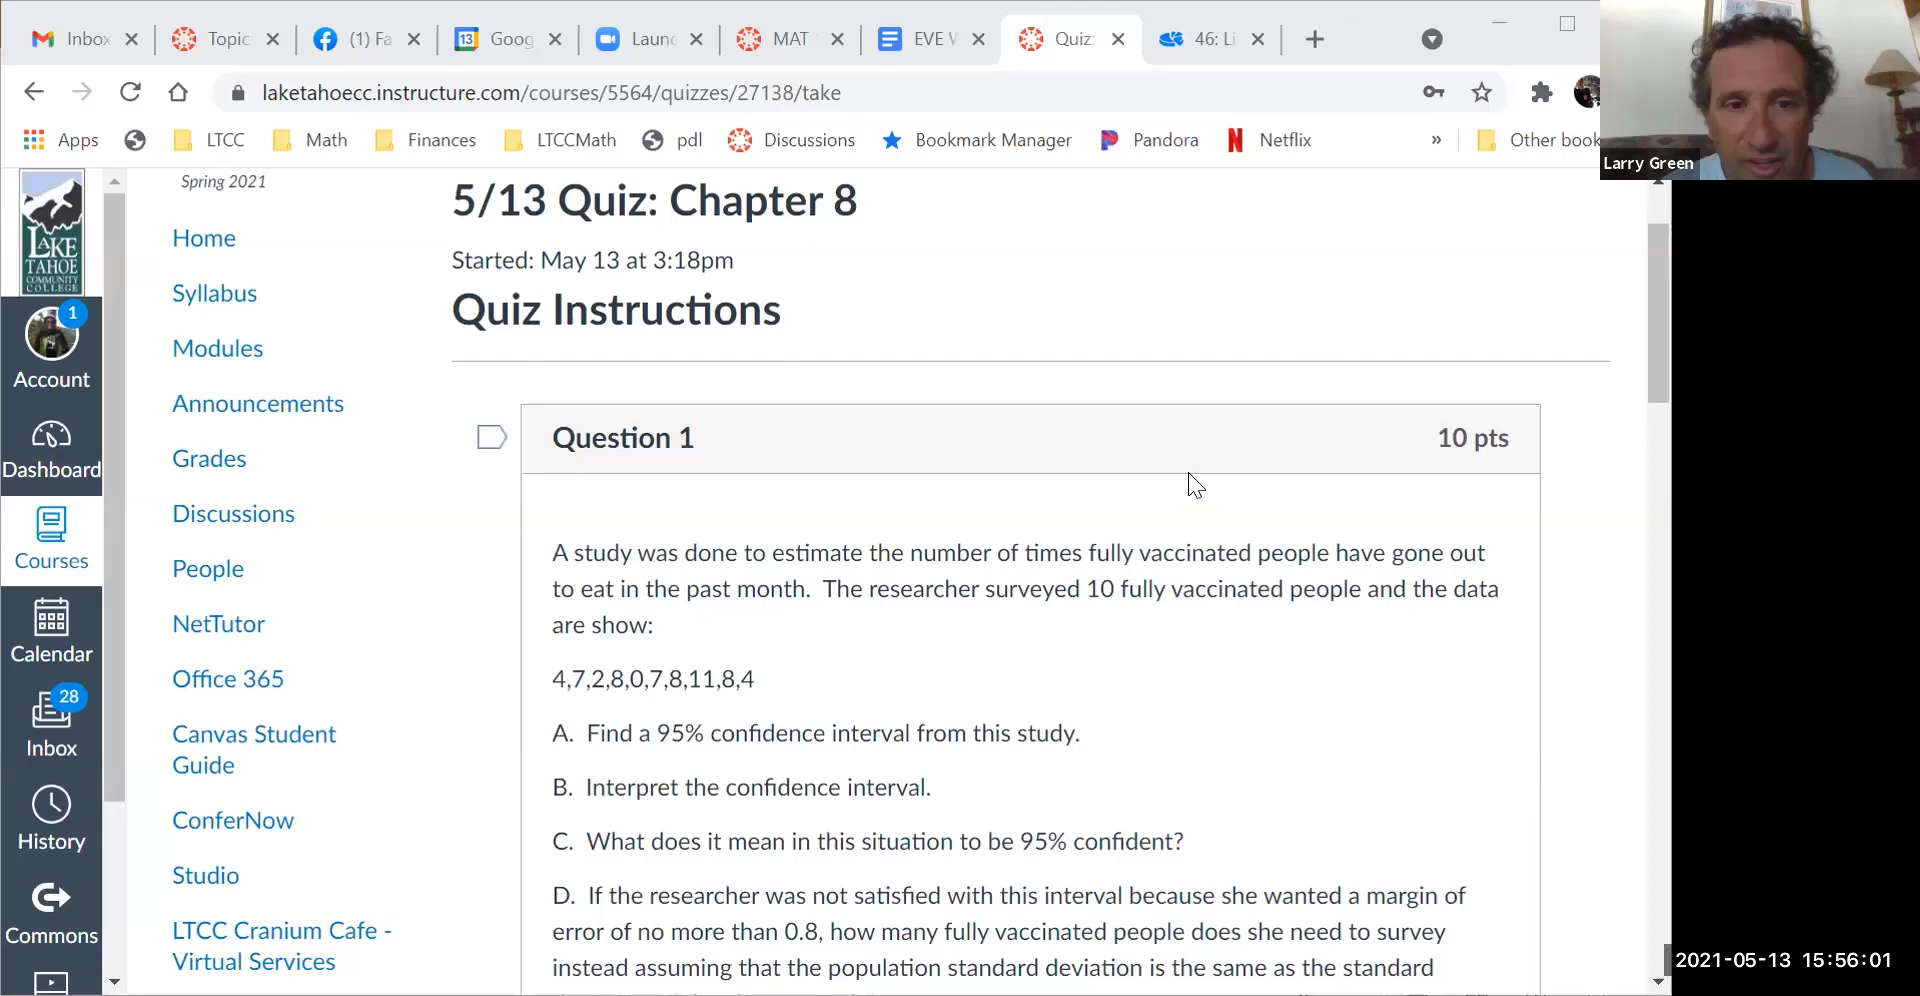 Inbox
Topic
(1) Fa
13
Goog
Laun
MAT
EVE
Quiz:
46: Li
laketahoecc.instructure.com/courses/5564/quizzes/27138/take
Apps
LTCC
Math
Finances
LTCCMath
pdl
Discussions
Bookmark Manager
Pandora
Netflix
»
Other book
Larry Green
LAKE
TAHOE
COMMUNITY
COLLEGE
1
Account
Dashboard
Courses
Calendar
28
Inbox
History
Commons
Spring 2021
Home
Syllabus
Modules
Announcements
Grades
Discussions
People
NetTutor
Office 365
Canvas Student
Guide
ConferNow
Studio
LTCC Cranium Cafe -
Virtual Services
5/13 Quiz: Chapter 8
Started: May 13 at 3:18pm
Quiz Instructions
Question 1
10 pts
A study was done to estimate the number of times fully vaccinated people have gone out
to eat in the past month. The researcher surveyed 10 fully vaccinated people and the data
are show:
4,7,2,8,0,7,8,11,8,4
A. Find a 95% confidence interval from this study.
B. Interpret the confidence interval.
C. What does it mean in this situation to be 95% confident?
D. If the researcher was not satisfied with this interval because she wanted a margin of
error of no more than 0.8, how many fully vaccinated people does she need to survey
instead assuming that the population standard deviation is the same as the standard
2021-05-13 15:56:01